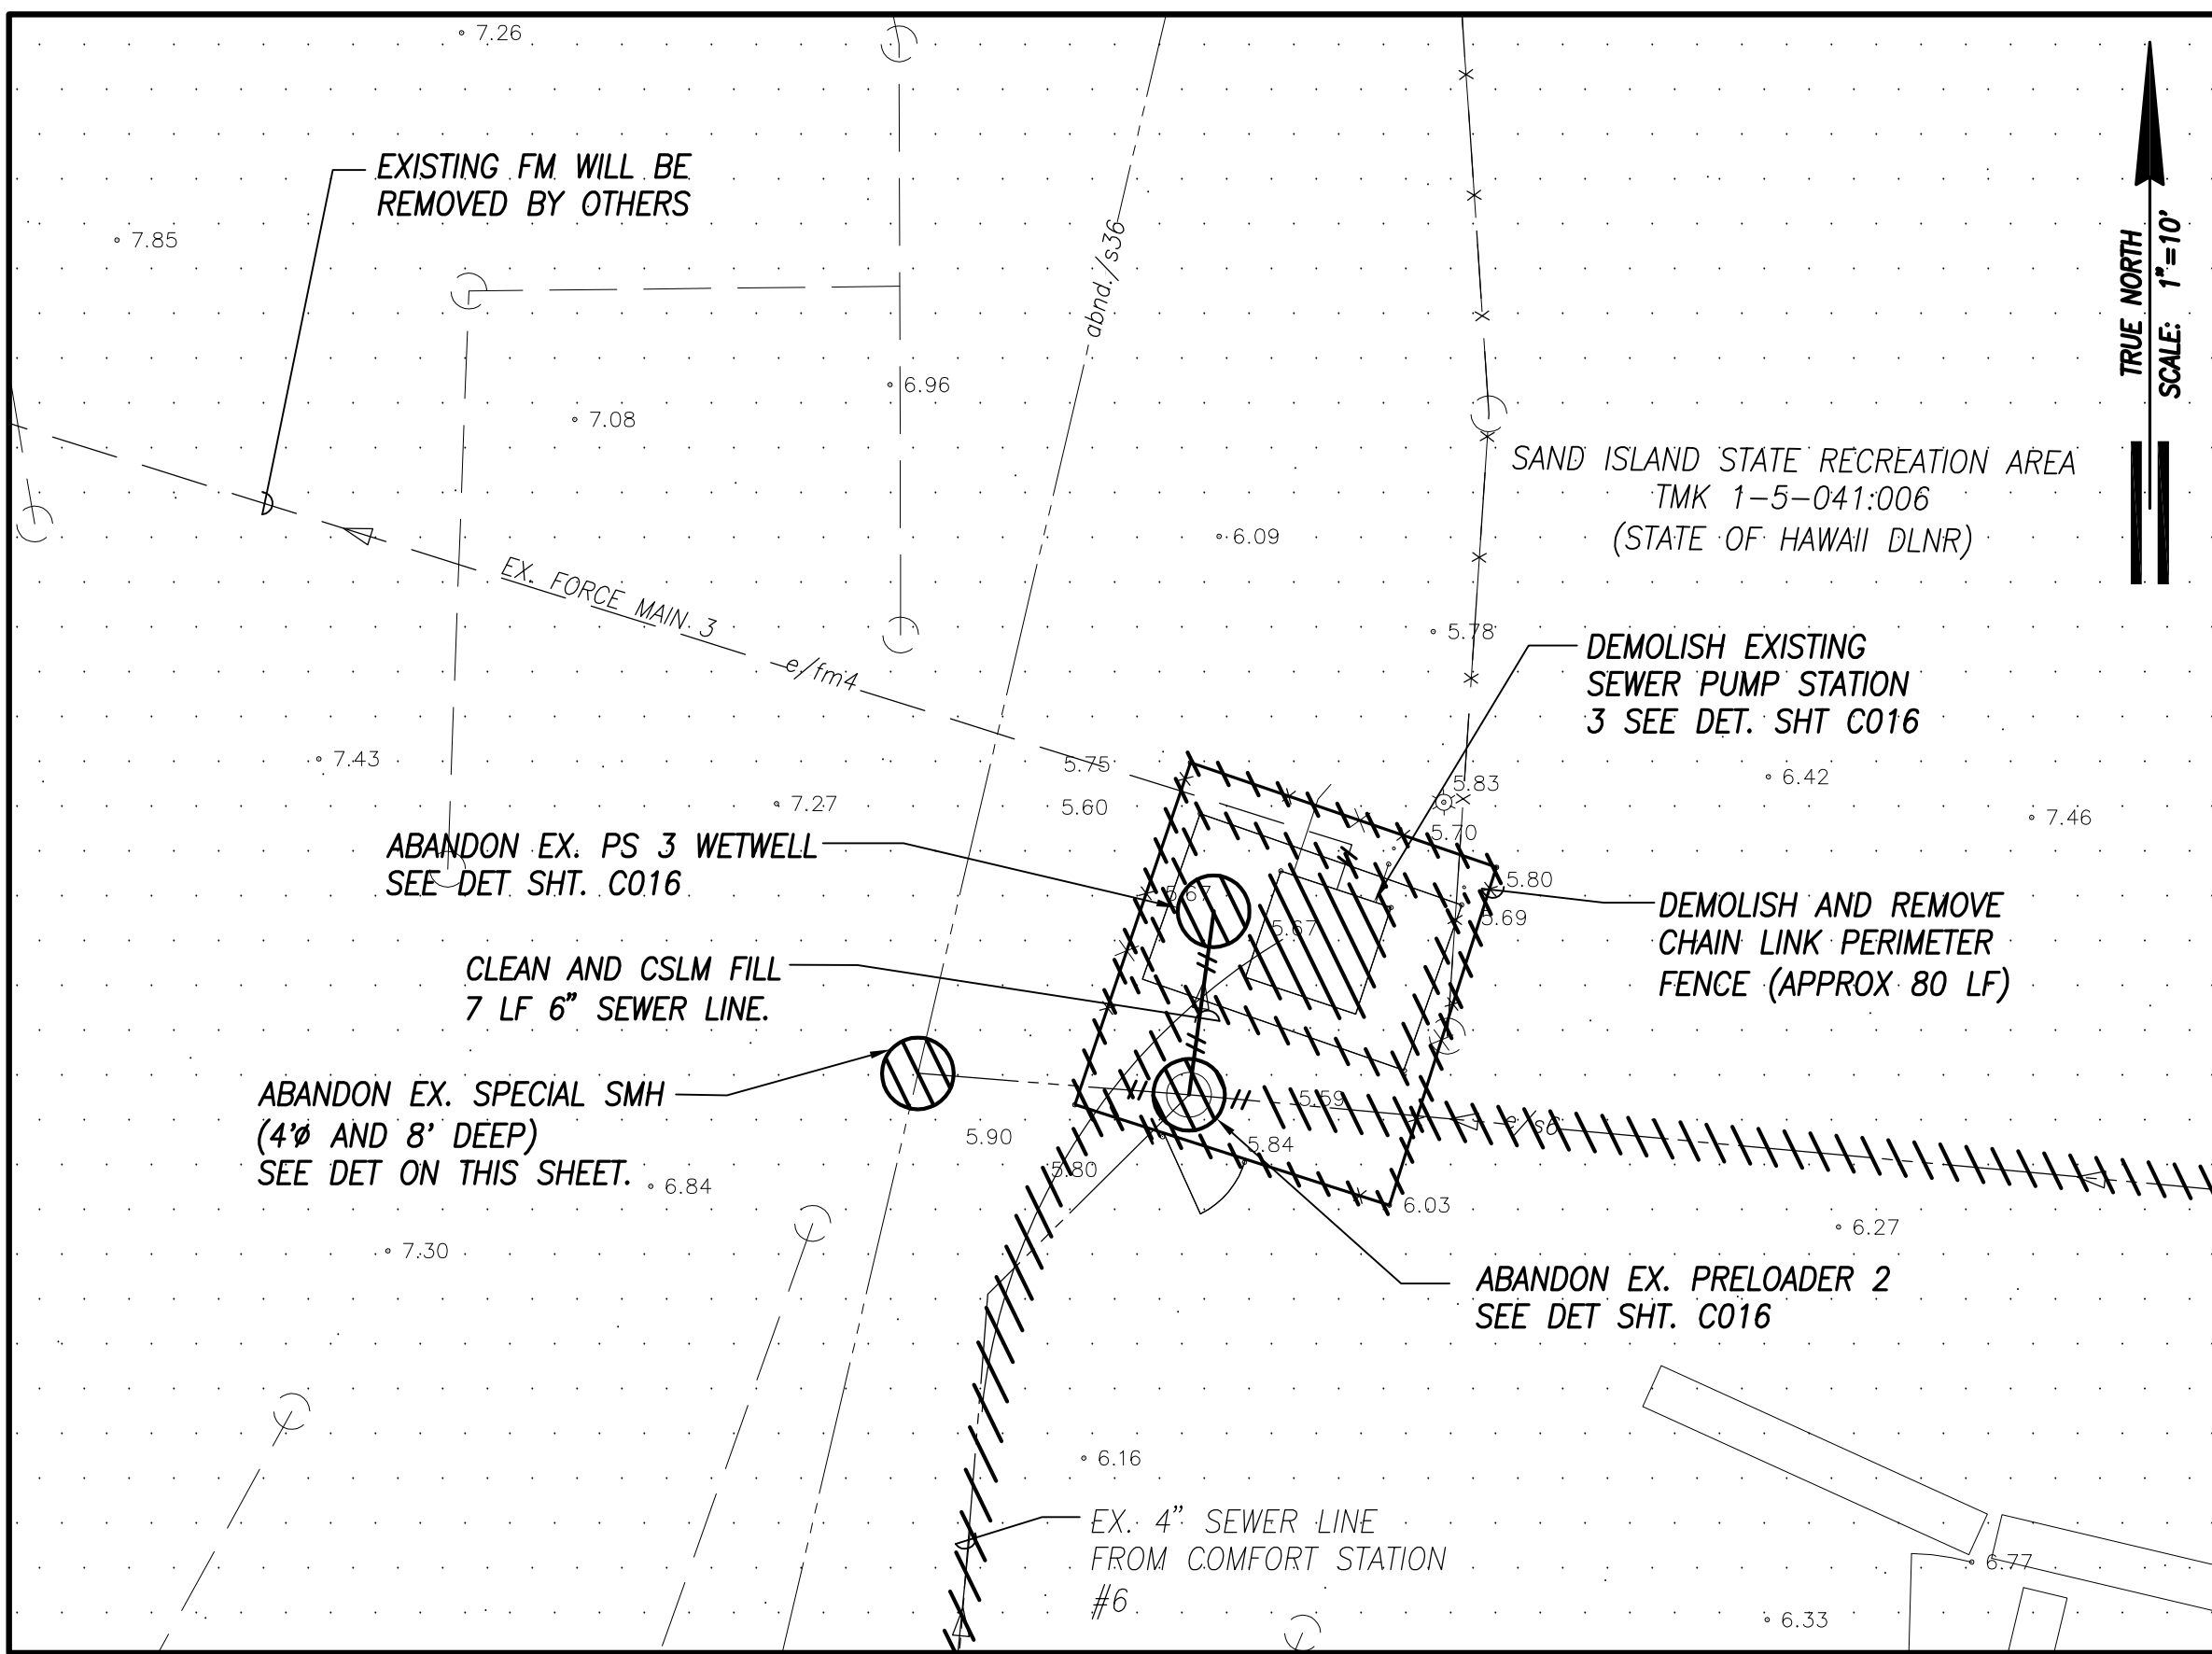 7.26
EXISTING FM WILL BE
REMOVED BY OTHERS
7.85
abnd./s36
TRUE NORTH
SCALE: 1"=10'
6.96
7.08
SAND ISLAND STATE RECREATION AREA
TMK 1-5-041:006
(STATE OF HAWAII DLNR)
6.09
EX. FORCE MAIN 3
e/fm4
5.78
DEMOLISH EXISTING
SEWER PUMP STATION
3 SEE DET. SHT C016
7.43
5.75
5.60
7.27
5.83
5.70
6.42
7.46
ABANDON EX. PS 3 WETWELL
SEE DET SHT. C016
5.67
5.67
5.80
5.69
DEMOLISH AND REMOVE
CHAIN LINK PERIMETER
FENCE (APPROX 80 LF)
CLEAN AND CSLM FILL
7 LF 6" SEWER LINE.
ABANDON EX. SPECIAL SMH
(4'ø AND 8' DEEP)
SEE DET ON THIS SHEET.
5.59
e/s6
5.90
5.84
5.80
6.84
6.03
6.27
7.30
ABANDON EX. PRELOADER 2
SEE DET SHT. C016
6.16
EX. 4" SEWER LINE
FROM COMFORT STATION
#6
6.77
6.33